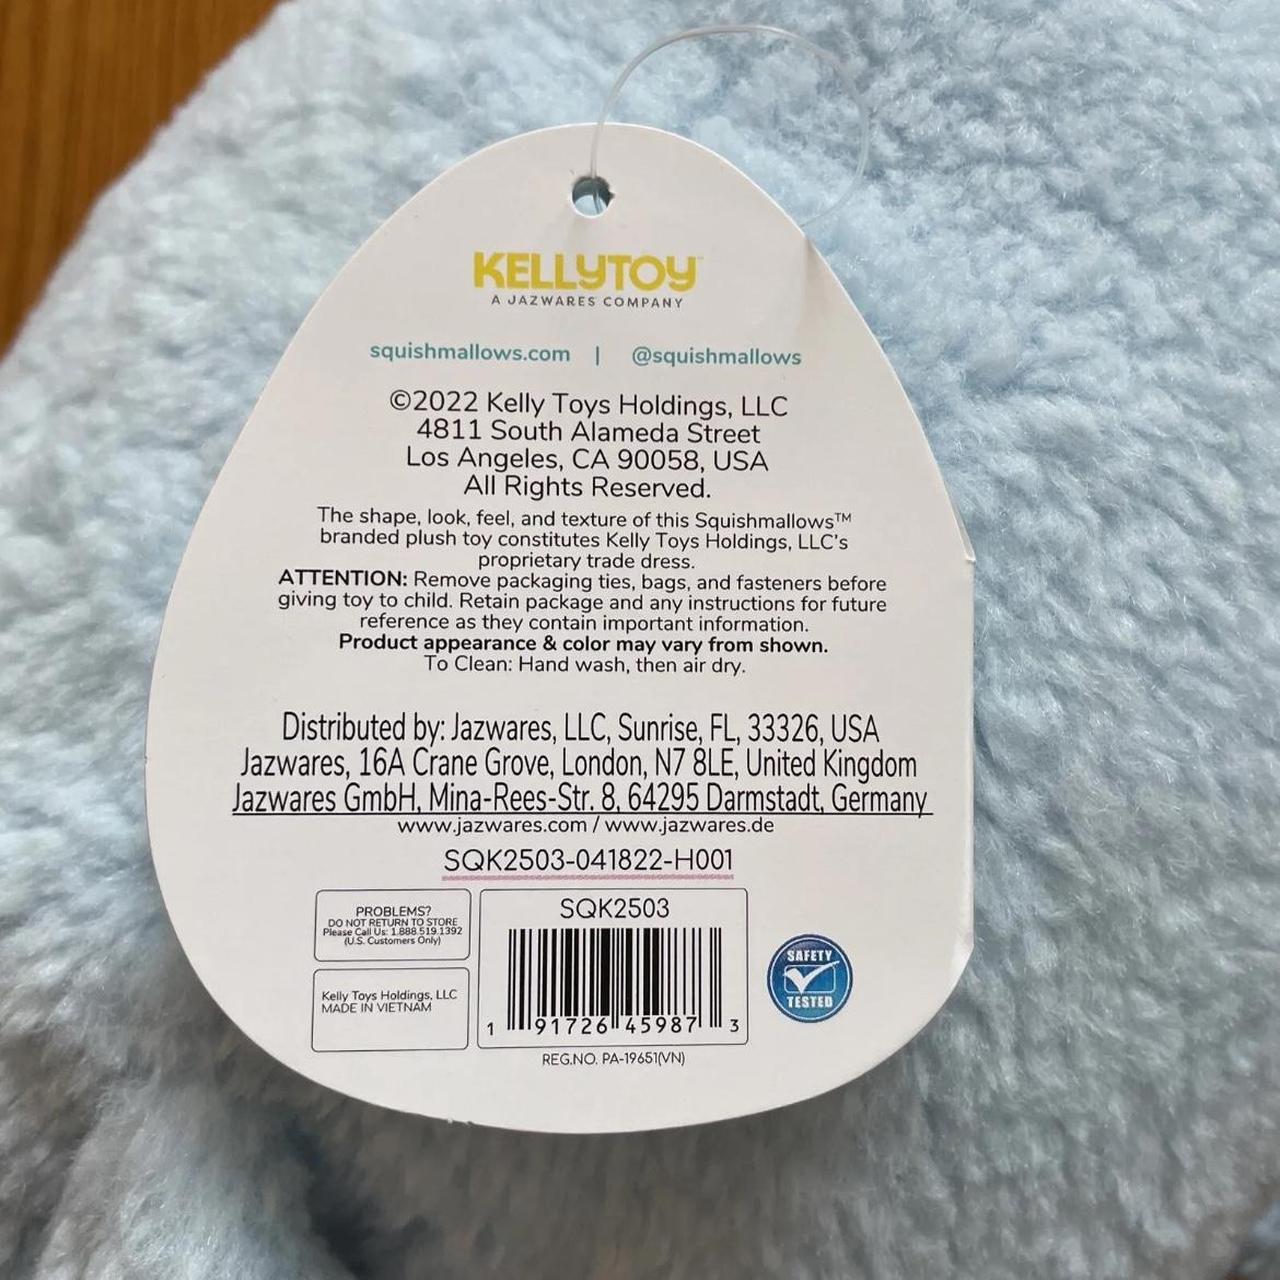 KELLYTOY™
A JAZWARES COMPANY
squishmallows.com | @squishmallows
©2022 Kelly Toys Holdings, LLC
4811 South Alameda Street
Los Angeles, CA 90058, USA
All Rights Reserved.
The shape, look, feel, and texture of this Squishmallows™
branded plush toy constitutes Kelly Toys Holdings, LLC's
proprietary trade dress.
ATTENTION: Remove packaging ties, bags, and fasteners before
giving toy to child. Retain package and any instructions for future
reference as they contain important information.
Product appearance & color may vary from shown.
To Clean: Hand wash, then air dry.
Distributed by: Jazwares, LLC, Sunrise, FL, 33326, USA
Jazwares, 16A Crane Grove, London, N7 8LE, United Kingdom
Jazwares GmbH, Mina-Rees-Str. 8, 64295 Darmstadt, Germany
www.jazwares.com / www.jazwares.de
SQK2503-041822-H001
PROBLEMS?
DO NOT RETURN TO STORE
Please Call Us: 1.888.519.1392
(U.S. Customers Only)
Kelly Toys Holdings, LLC
MADE IN VIETNAM
SQK2503
1 91726 45987 3
SAFETY
TESTED
REG.NO. PA-19651(VN)